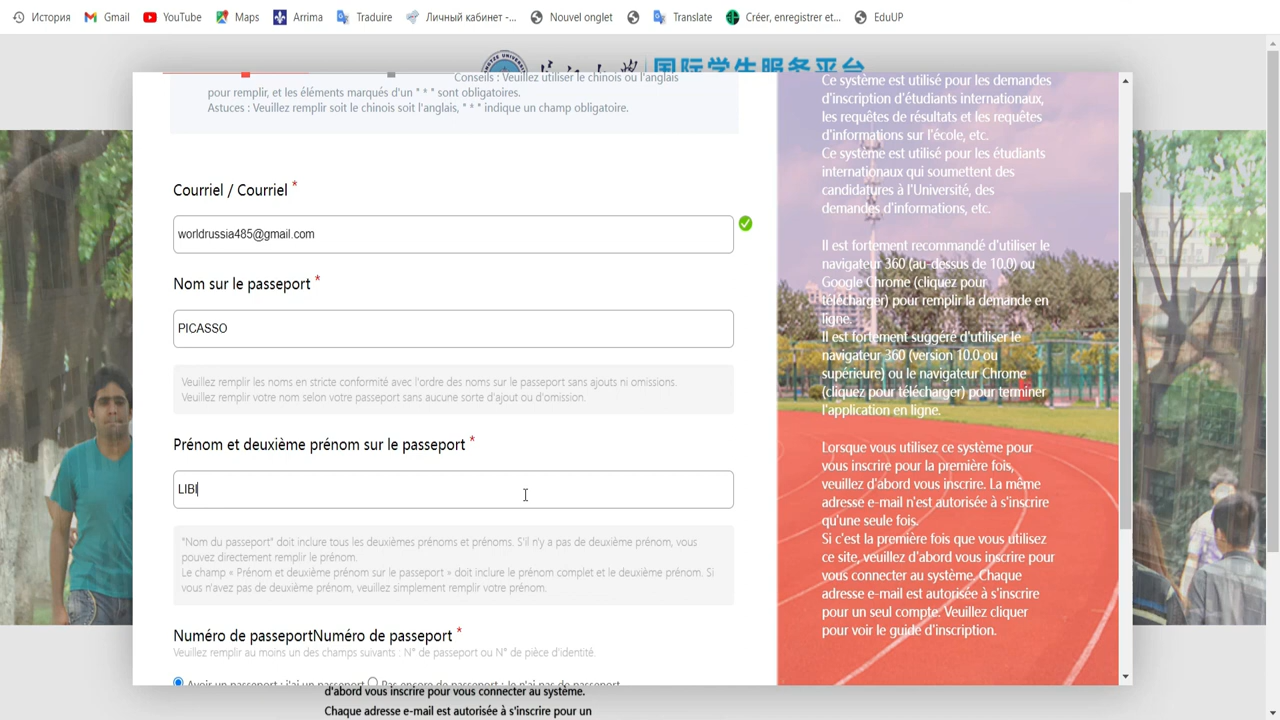 История
Gmail
YouTube
Maps
Arrima
Traduire
Личный кабинет -...
Nouvel onglet
Translate
Créer, enregistrer et...
EduUP
国际学生服务平台
Conseils : Veuillez utiliser le chinois ou l'anglais
pour remplir, et les éléments marqués d'un " * " sont obligatoires.
Astuces : Veuillez remplir soit le chinois soit l'anglais, " * " indique un champ obligatoire.
Courriel / Courriel *
worldrussia485@gmail.com
Nom sur le passeport *
PICASSO
Veuillez remplir les noms en stricte conformité avec l'ordre des noms sur le passeport sans ajouts ni omissions.
Veuillez remplir votre nom selon votre passeport sans aucune sorte d'ajout ou d'omission.
Prénom et deuxième prénom sur le passeport *
LIBI
"Nom du passeport" doit inclure tous les deuxièmes prénoms et prénoms. S'il n'y a pas de deuxième prénom, vous
pouvez directement remplir le prénom.
Le champ « Prénom et deuxième prénom sur le passeport » doit inclure le prénom complet et le deuxième prénom. Si
vous n'avez pas de deuxième prénom, veuillez simplement remplir votre prénom.
Numéro de passeportNuméro de passeport *
Veuillez remplir au moins un des champs suivants : N° de passeport ou N° de pièce d'identité.
Avoir un passeport : j'ai un passeport
Pas encore de passeport : Je n'ai pas de passeport
Ce système est utilisé pour les demandes
d'inscription d'étudiants internationaux,
les requêtes de résultats et les requêtes
d'informations sur l'école, etc.
Ce système est utilisé pour les étudiants
internationaux qui soumettent des
candidatures à l'Université, des
demandes d'informations, etc.
Il est fortement recommandé d'utiliser le
navigateur 360 (au-dessus de 10.0) ou
Google Chrome (cliquez pour
télécharger) pour remplir la demande en
ligne.
Il est fortement suggéré d'utiliser le
navigateur 360 (version 10.0 ou
supérieure) ou le navigateur Chrome
(cliquez pour télécharger) pour terminer
l'application en ligne.
Lorsque vous utilisez ce système pour
vous inscrire pour la première fois,
veuillez d'abord vous inscrire. La même
adresse e-mail n'est autorisée à s'inscrire
qu'une seule fois.
Si c'est la première fois que vous utilisez
ce site, veuillez d'abord vous inscrire pour
vous connecter au système. Chaque
adresse e-mail est autorisée à s'inscrire
pour un seul compte. Veuillez cliquer
pour voir le guide d'inscription.
d'abord vous inscrire pour vous connecter au système.
Chaque adresse e-mail est autorisée à s'inscrire pour un